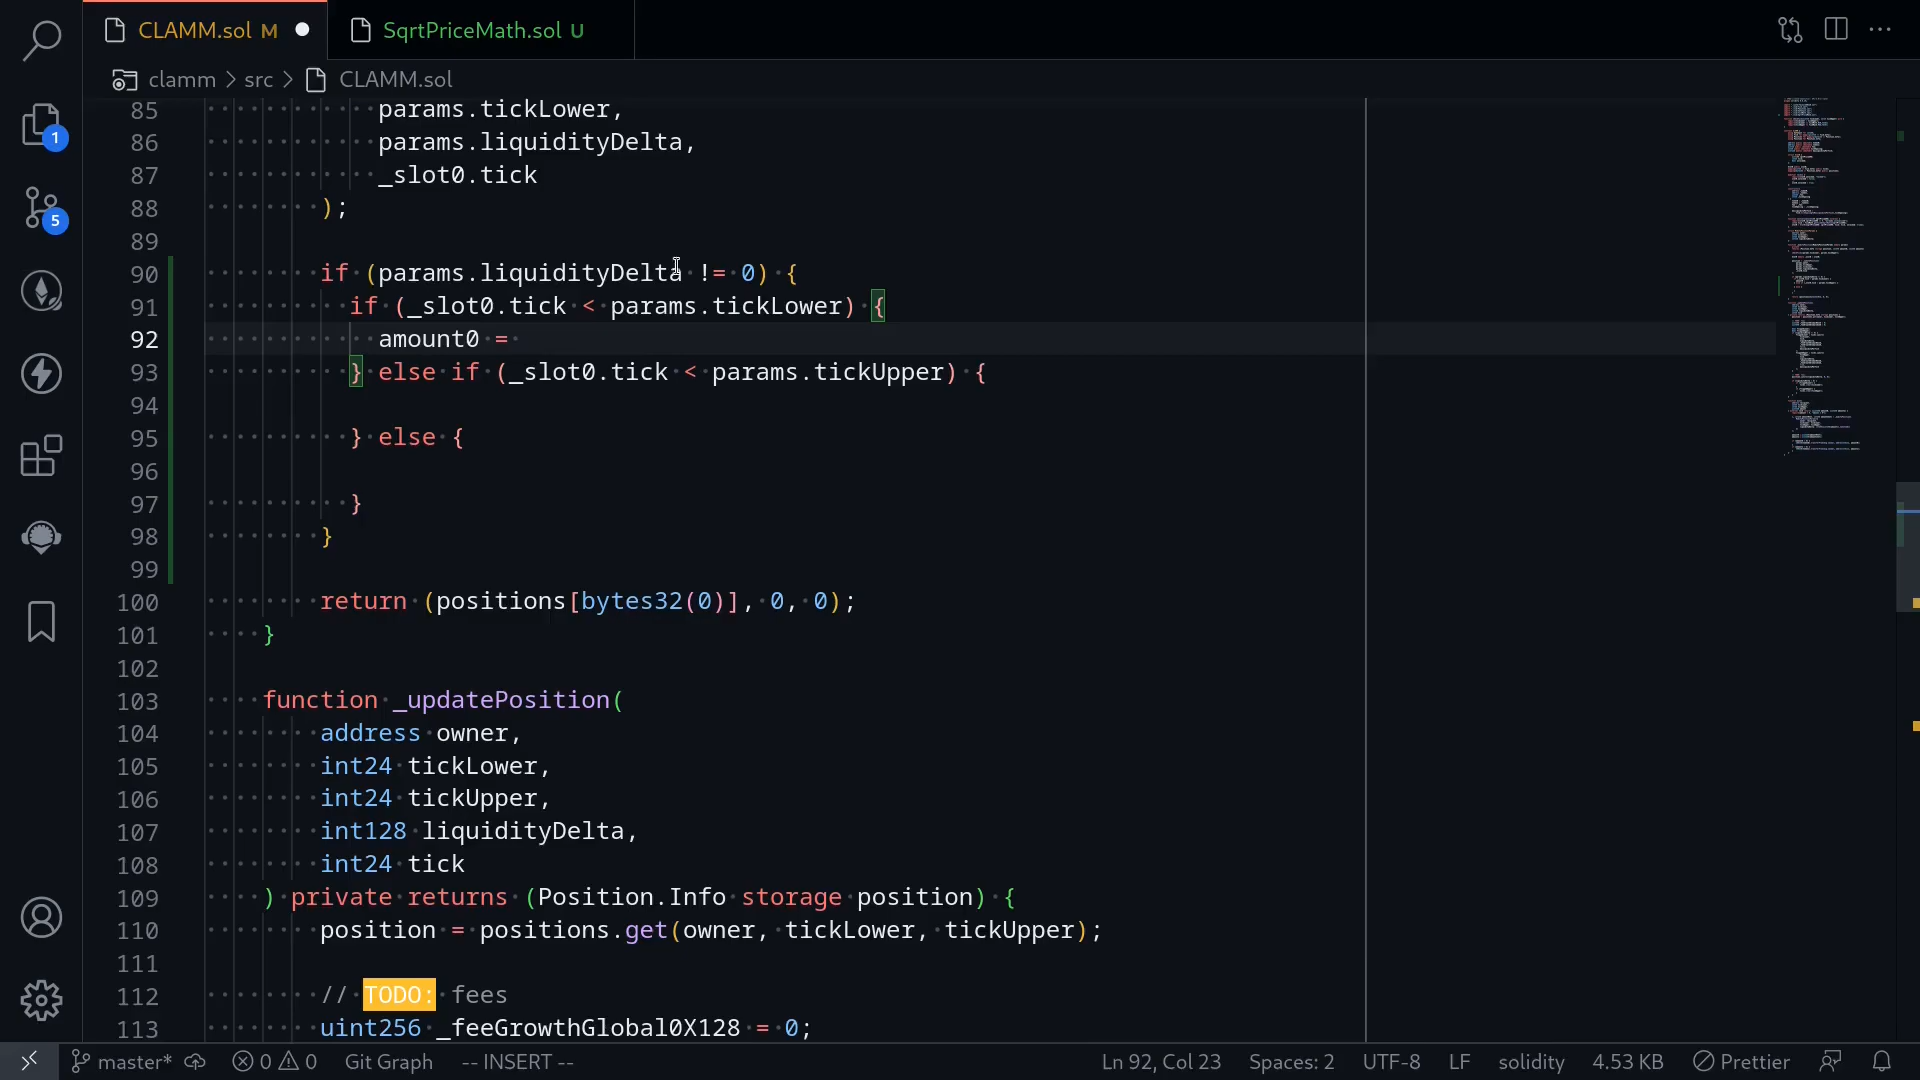 CLAMM.sol M
SqrtPriceMath.sol U
clamm > src > CLAMM.sol
1
5
85 params.tickLower,
86 params.liquidityDelta,
87 _slot0.tick
88 );
89
90 if (params.liquidityDelta != 0) {
91 if (_slot0.tick < params.tickLower) {
92 amount0 =
93 } else if (_slot0.tick < params.tickUpper) {
94
95 } else {
96
97 }
98 }
99
100 return (positions[bytes32(0)], 0, 0);
101 }
102
103 function _updatePosition(
104 address owner,
105 int24 tickLower,
106 int24 tickUpper,
107 int128 liquidityDelta,
108 int24 tick
109 ) private returns (Position.Info storage position) {
110 position = positions.get(owner, tickLower, tickUpper);
111
112 // TODO: fees
113 uint256 _feeGrowthGlobal0X128 = 0;
master* 0 0 Git Graph -- INSERT -- Ln 92, Col 23 Spaces: 2 UTF-8 LF solidity 4.53 KB Prettier